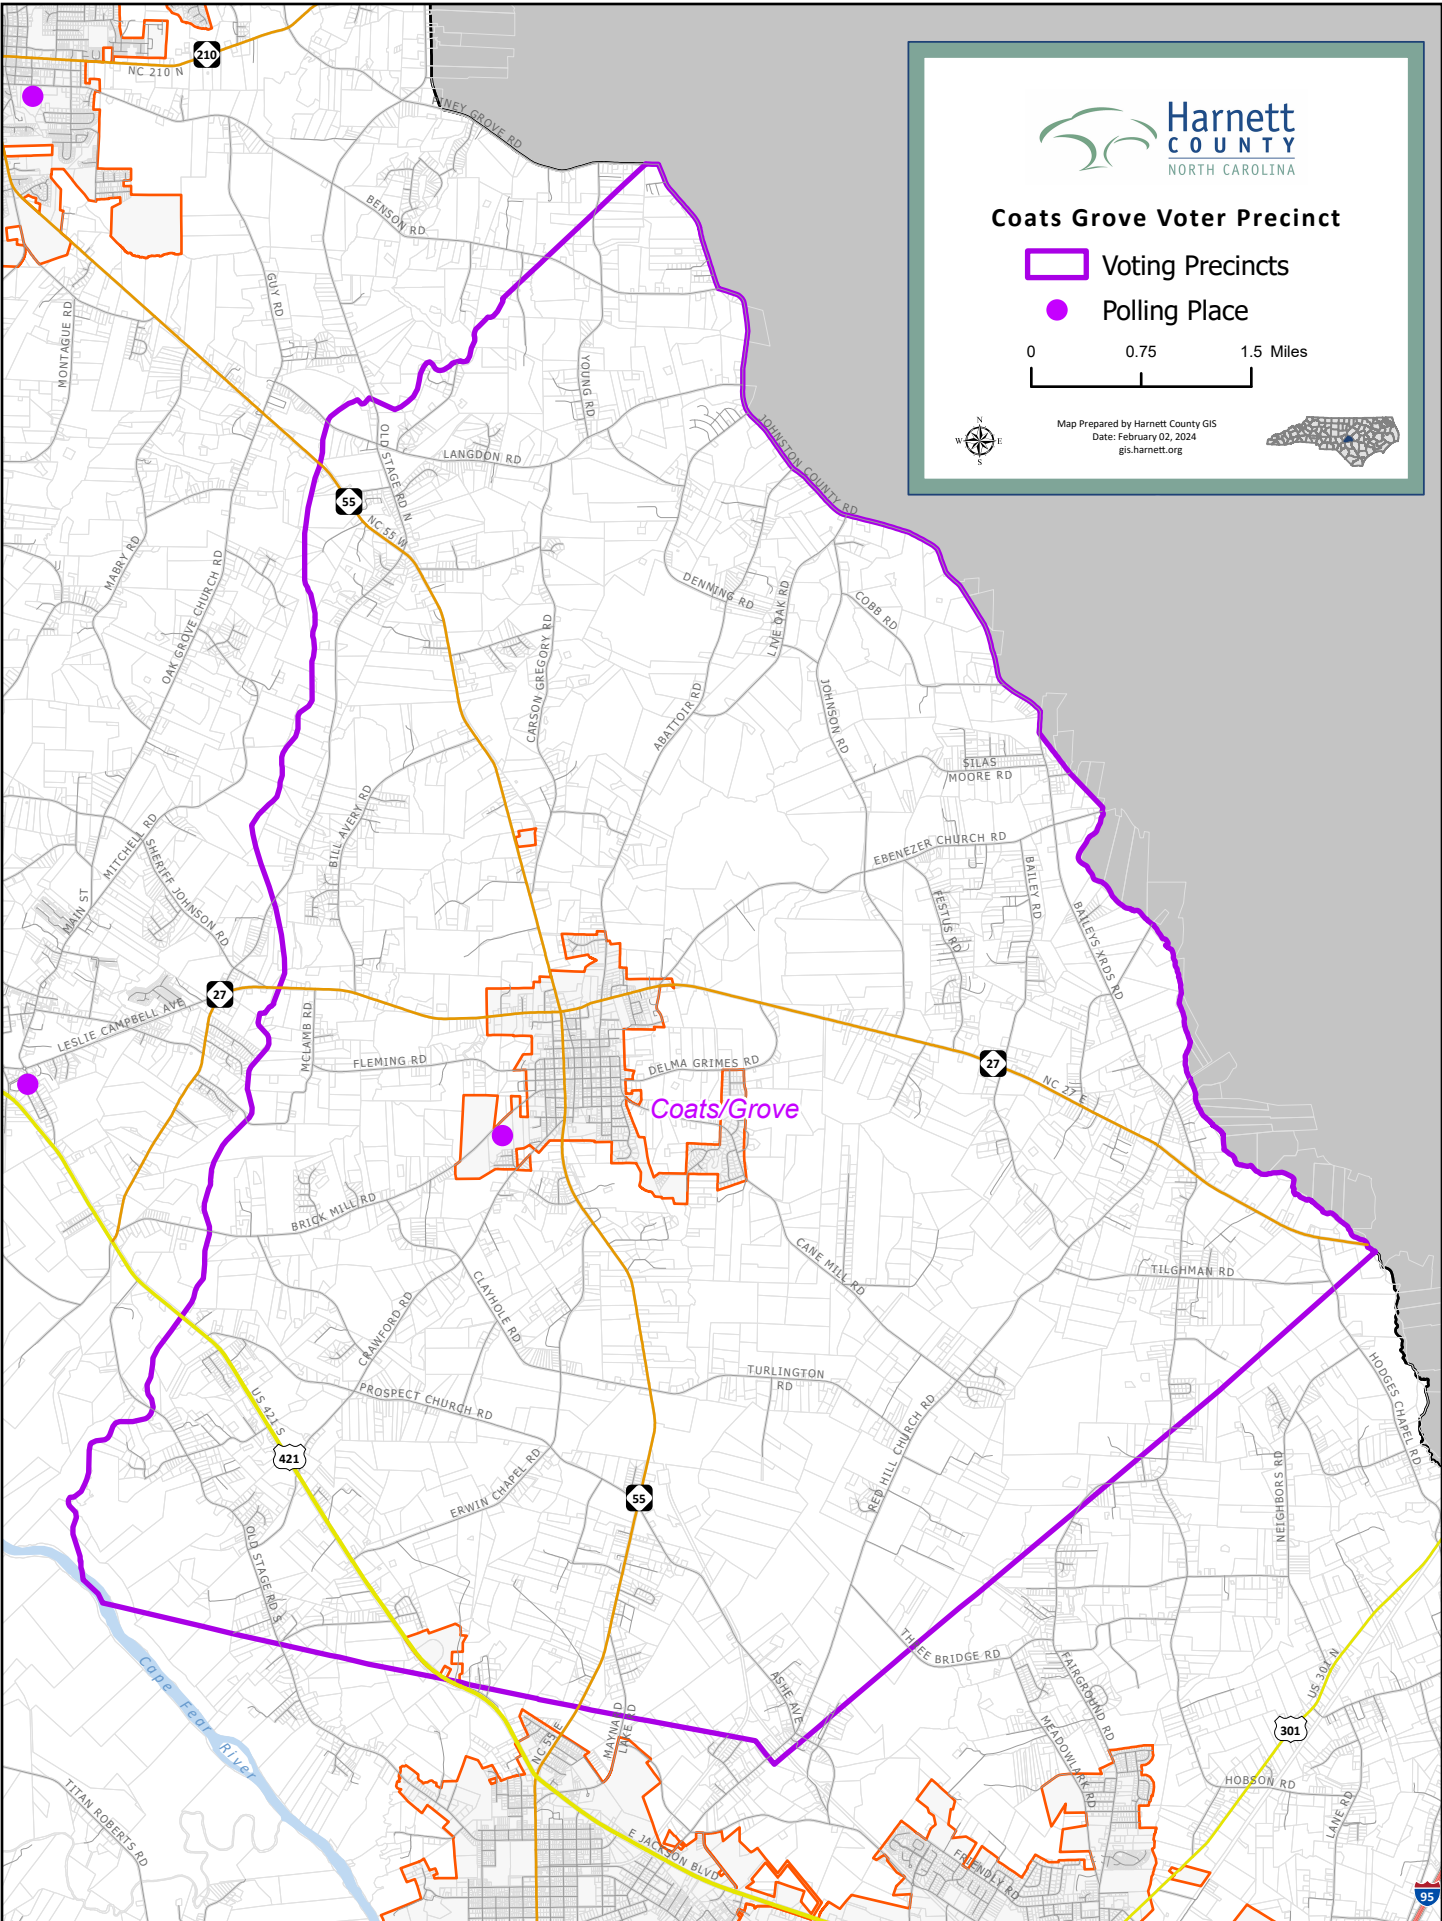 210
NC 210 N
PINEY GROVE RD
BENSON RD
GUY RD
MONTAGUE RD
YOUNG RD
OLD STAGE RD N
LANGDON RD
JOHNSTON COUNTY RD
55
NC 55 W
MABRY RD
OAK GROVE CHURCH RD
DENNING RD
LIVE OAK RD
COBB RD
CARSON GREGORY RD
ABATTOIR RD
JOHNSON RD
SILAS
MOORE RD
BILL AVERY RD
MITCHELL RD
SHERIFF JOHNSON RD
MAIN ST
EBENEZER CHURCH RD
BAILEY RD
FESTUS RD
BAILEYS XRDS RD
27
LESLIE CAMPBELL AVE
MCLAMB RD
FLEMING RD
DELMA GRIMES RD
27
NC 27 E
Coats/Grove
BRICK MILL RD
CANE MILL RD
TILGHMAN RD
CLAYHOLE RD
CRAWFORD RD
TURLINGTON
RD
HODGES CHAPEL RD
PROSPECT CHURCH RD
US 421 S
421
RED HILL CHURCH RD
ERWIN CHAPEL RD
55
NEIGHBORS RD
OLD STAGE RD S
THREE BRIDGE RD
FAIRGROUND RD
US 301 N
Cape Fear
River
ASHE AVE
MAYNARD
LAKE RD
NC 55 E
MEADOWLARK RD
301
HOBSON RD
LANE RD
TITAN ROBERTS RD
E JACKSON BLVD
FRIENDLY RD
95
Harnett
COUNTY
NORTH CAROLINA
Coats Grove Voter Precinct
Voting Precincts
Polling Place
0 0.75 1.5 Miles
N
W E
S
Map Prepared by Harnett County GIS
Date: February 02, 2024
gis.harnett.org